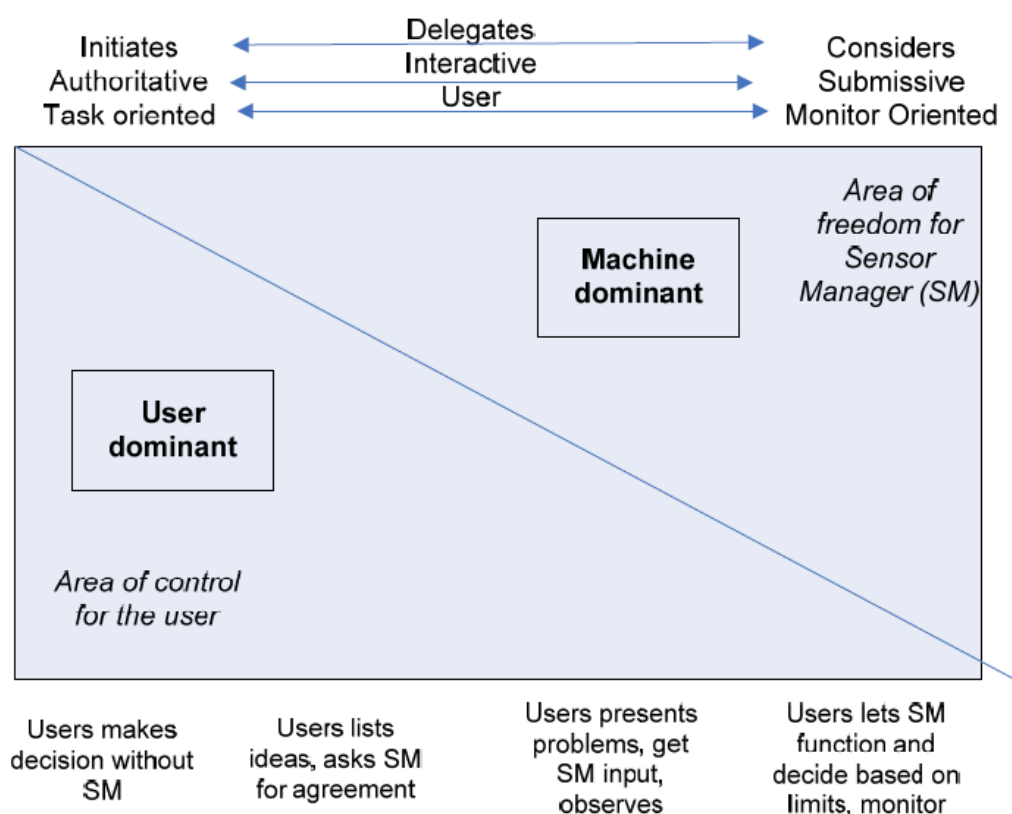 Initiates
Authoritative
Task oriented
Delegates
Interactive
User
Considers
Submissive
Monitor Oriented
Area of
freedom for
Sensor
Manager (SM)
Machine
dominant
User
dominant
Area of control
for the user
Users makes
decision without
SM
Users lists
ideas, asks SM
for agreement
Users presents
problems, get
SM input,
observes
Users lets SM
function and
decide based on
limits, monitor